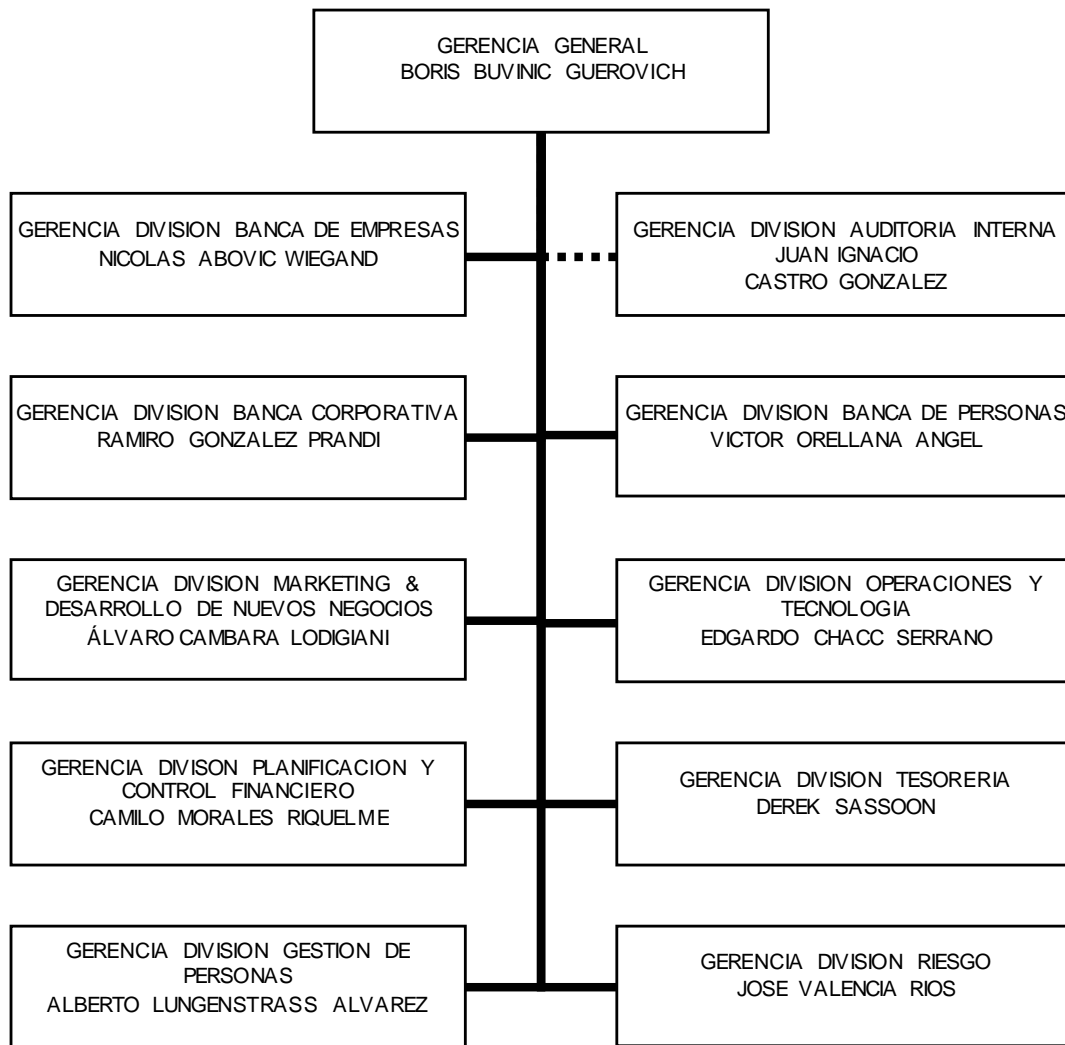 GERENCIA GENERAL
BORIS BUVINIC GUEROVICH
GERENCIA DIVISION BANCA DE EMPRESAS
NICOLAS ABOVIC WIEGAND
GERENCIA DIVISION AUDITORIA INTERNA
JUAN IGNACIO
CASTRO GONZALEZ
GERENCIA DIVISION BANCA CORPORATIVA
RAMIRO GONZALEZ PRANDI
GERENCIA DIVISION BANCA DE PERSONAS
VICTOR ORELLANA ANGEL
GERENCIA DIVISION MARKETING &
DESARROLLO DE NUEVOS NEGOCIOS
ÁLVARO CAMBARA LODIGIANI
GERENCIA DIVISION OPERACIONES Y
TECNOLOGIA
EDGARDO CHACC SERRANO
GERENCIA DIVISON PLANIFICACION Y
CONTROL FINANCIERO
CAMILO MORALES RIQUELME
GERENCIA DIVISION TESORERIA
DEREK SASSOON
GERENCIA DIVISION GESTION DE
PERSONAS
ALBERTO LUNGENSTRASS ALVAREZ
GERENCIA DIVISION RIESGO
JOSE VALENCIA RIOS